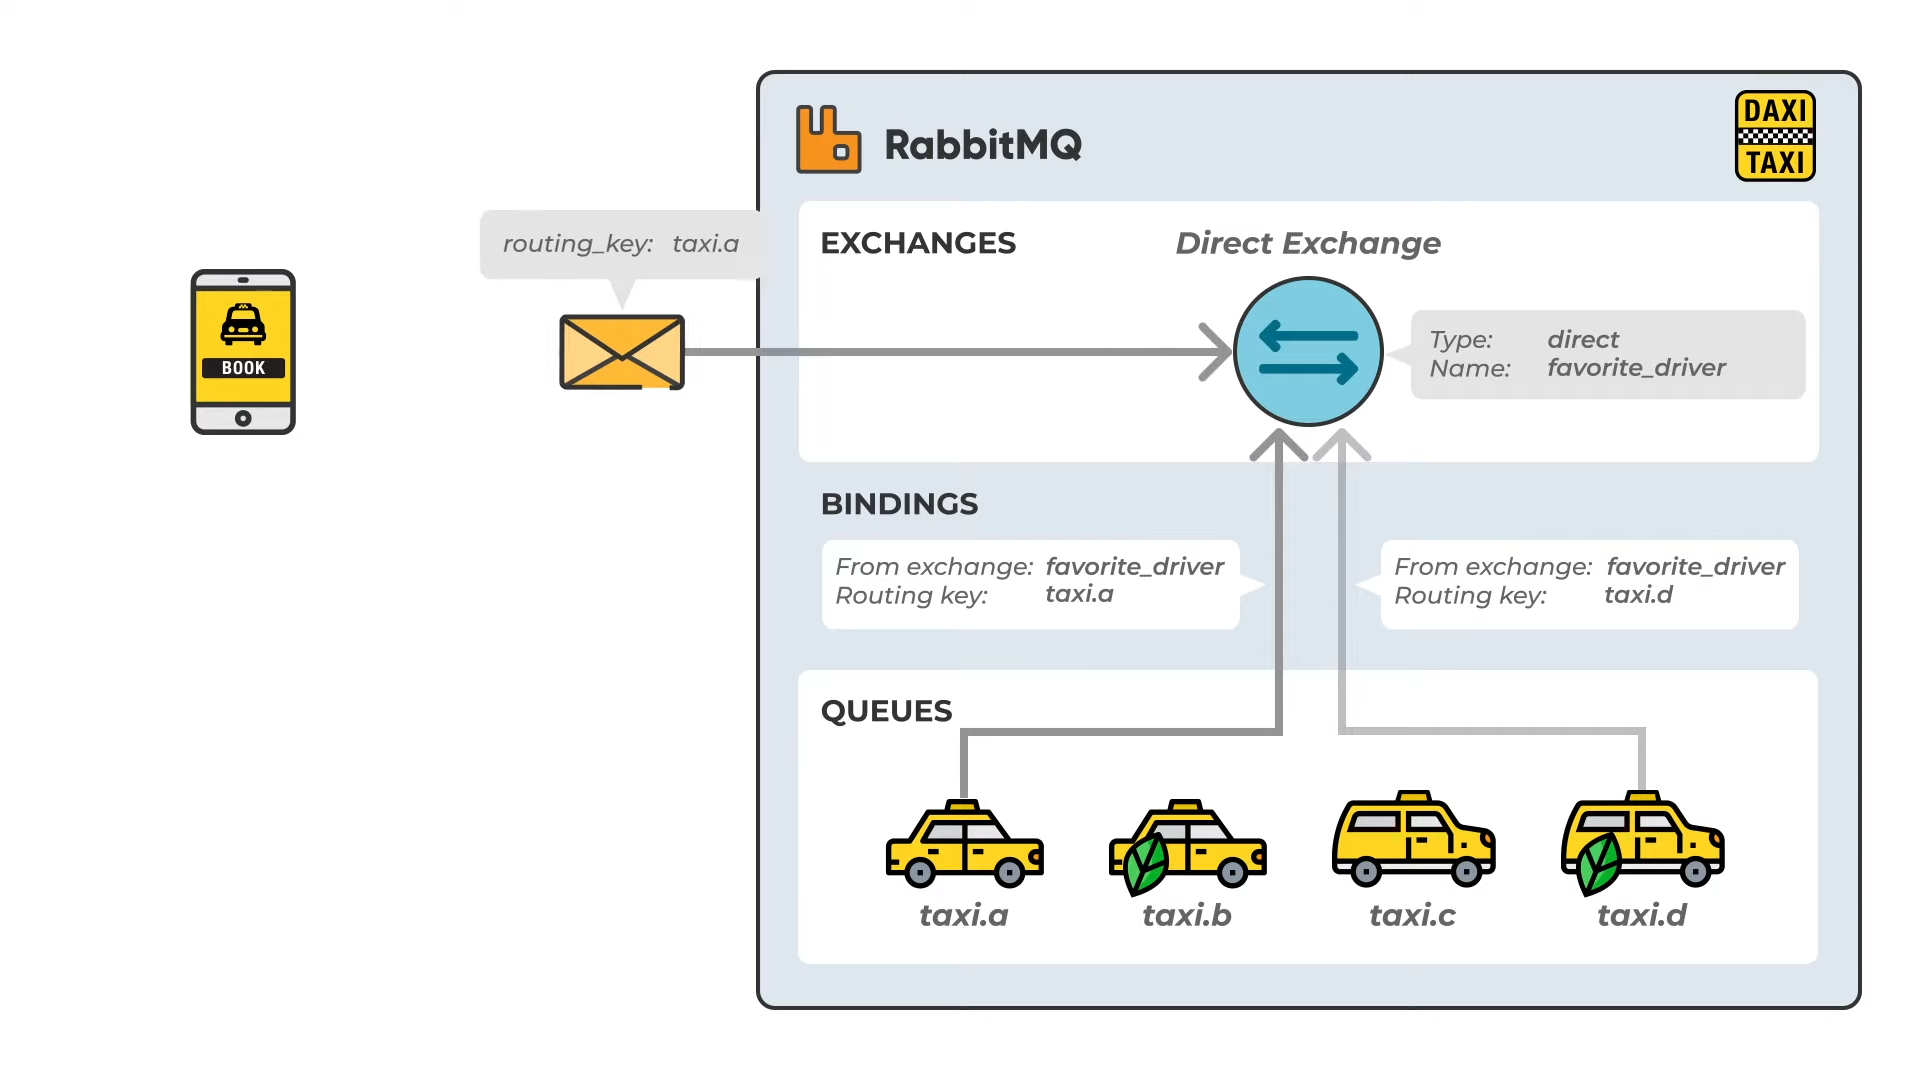 RabbitMQ
DAXI
TAXI
routing_key: taxi.a
BOOK
EXCHANGES
Direct Exchange
Type: direct
Name: favorite_driver
BINDINGS
From exchange: favorite_driver
Routing key: taxi.a
From exchange: favorite_driver
Routing key: taxi.d
QUEUES
taxi.a
taxi.b
taxi.c
taxi.d